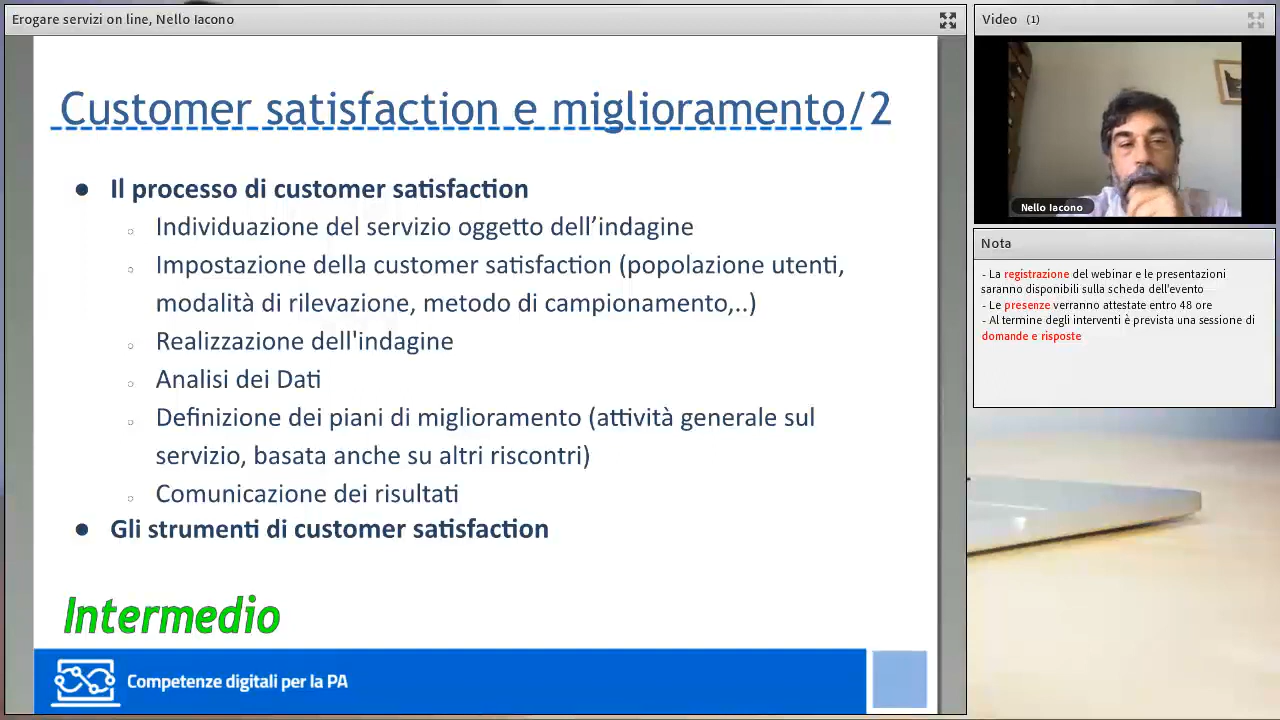 Erogare servizi on line, Nello Iacono
Customer satisfaction e miglioramento/2
● Il processo di customer satisfaction
○ Individuazione del servizio oggetto dell’indagine
○ Impostazione della customer satisfaction (popolazione utenti,
modalità di rilevazione, metodo di campionamento,..)
○ Realizzazione dell'indagine
○ Analisi dei Dati
○ Definizione dei piani di miglioramento (attività generale sul
servizio, basata anche su altri riscontri)
○ Comunicazione dei risultati
● Gli strumenti di customer satisfaction
Intermedio
Competenze digitali per la PA
Video (1)
Nello Iacono
Nota
- La registrazione del webinar e le presentazioni
saranno disponibili sulla scheda dell'evento
- Le presenze verranno attestate entro 48 ore
- Al termine degli interventi è prevista una sessione di
domande e risposte